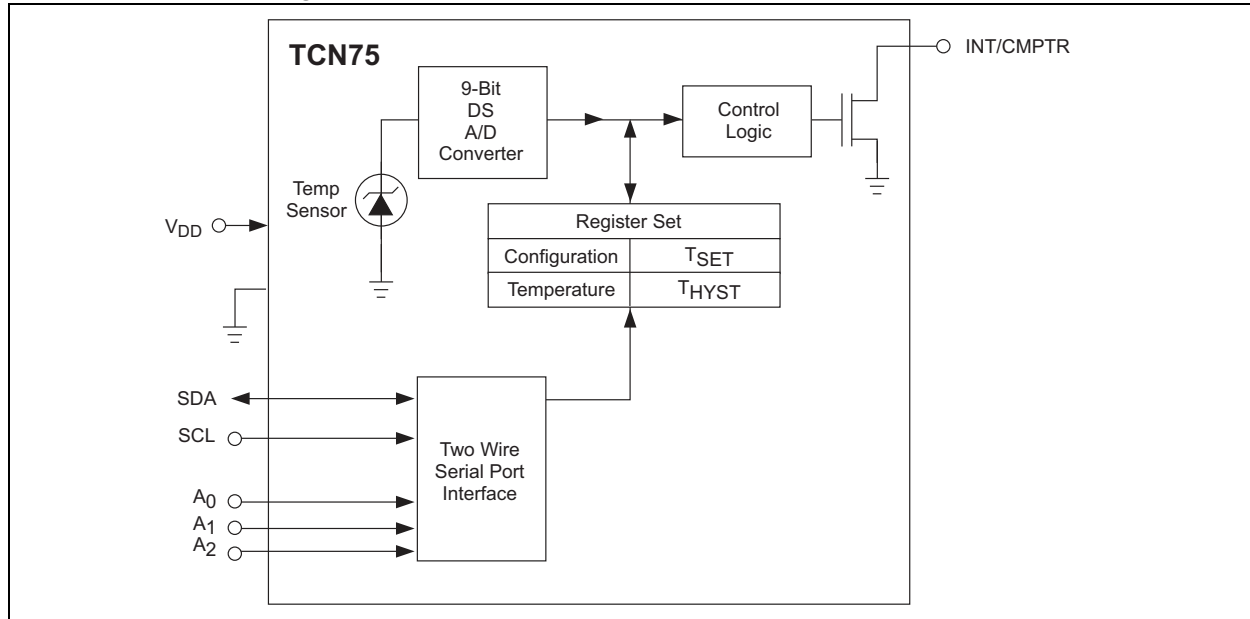 TCN75
INT/CMPTR
9-Bit
DS
A/D
Converter
Control
Logic
Temp
Sensor
VDD
Register Set
Configuration TSET
Temperature THYST
SDA
SCL
Two Wire
Serial Port
Interface
A0
A1
A2